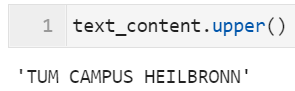 1 text_content.upper()
'TUM CAMPUS HEILBRONN'